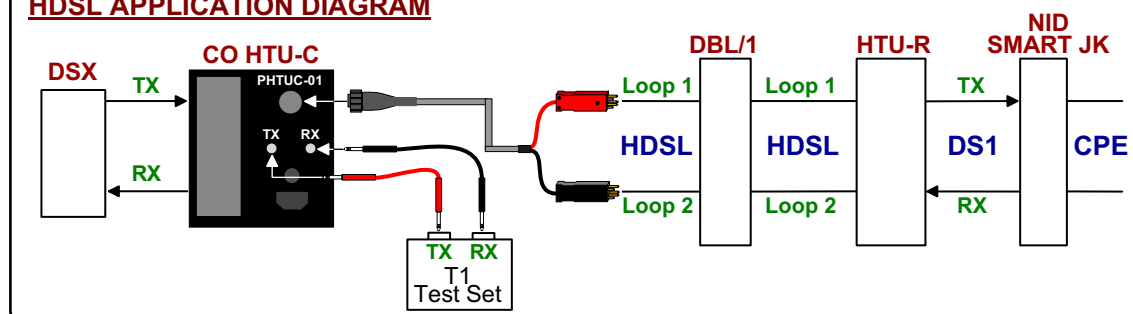 HDSL APPLICATION DIAGRAM
DSX
TX
RX
CO HTU-C
PHTUC-01
TX RX
TX RX
T1
Test Set
Loop 1
HDSL
Loop 2
DBL/1
Loop 1
HDSL
Loop 2
HTU-R
TX
DS1
RX
NID
SMART JK
CPE